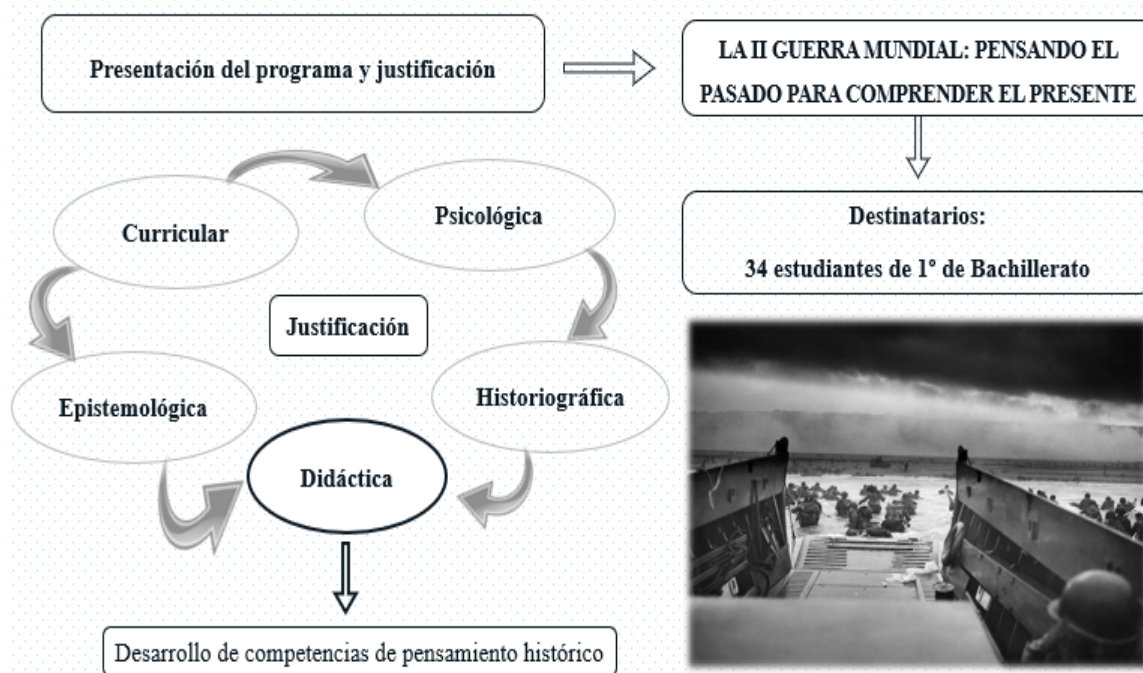 Presentación del programa y justificación
LA II GUERRA MUNDIAL: PENSANDO EL
PASADO PARA COMPRENDER EL PRESENTE
Destinatarios:
34 estudiantes de 1º de Bachillerato
Curricular
Psicológica
Justificación
Epistemológica
Historiográfica
Didáctica
Desarrollo de competencias de pensamiento histórico